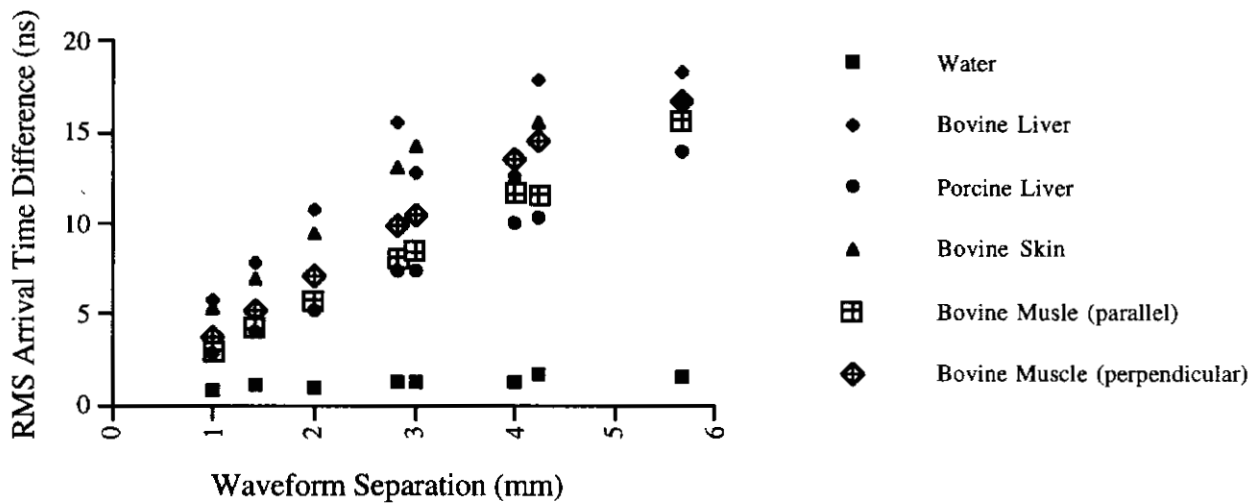 RMS Arrival Time Difference (ns)
20
15
10
5
0
0
1
2
3
4
5
6
Waveform Separation (mm)
Water
Bovine Liver
Porcine Liver
Bovine Skin
Bovine Musle (parallel)
Bovine Muscle (perpendicular)